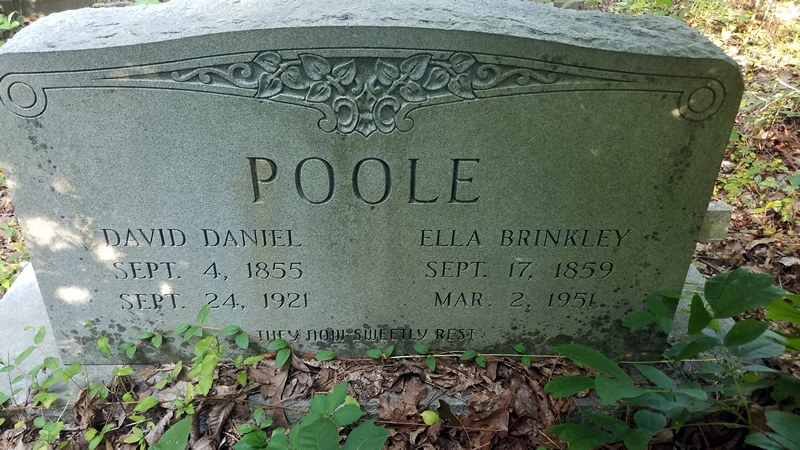 POOLE
DAVID DANIEL
SEPT. 4, 1855
SEPT. 24, 1921
ELLA BRINKLEY
SEPT. 17, 1859
MAR. 2, 1951
THEY NOW SWEETLY REST